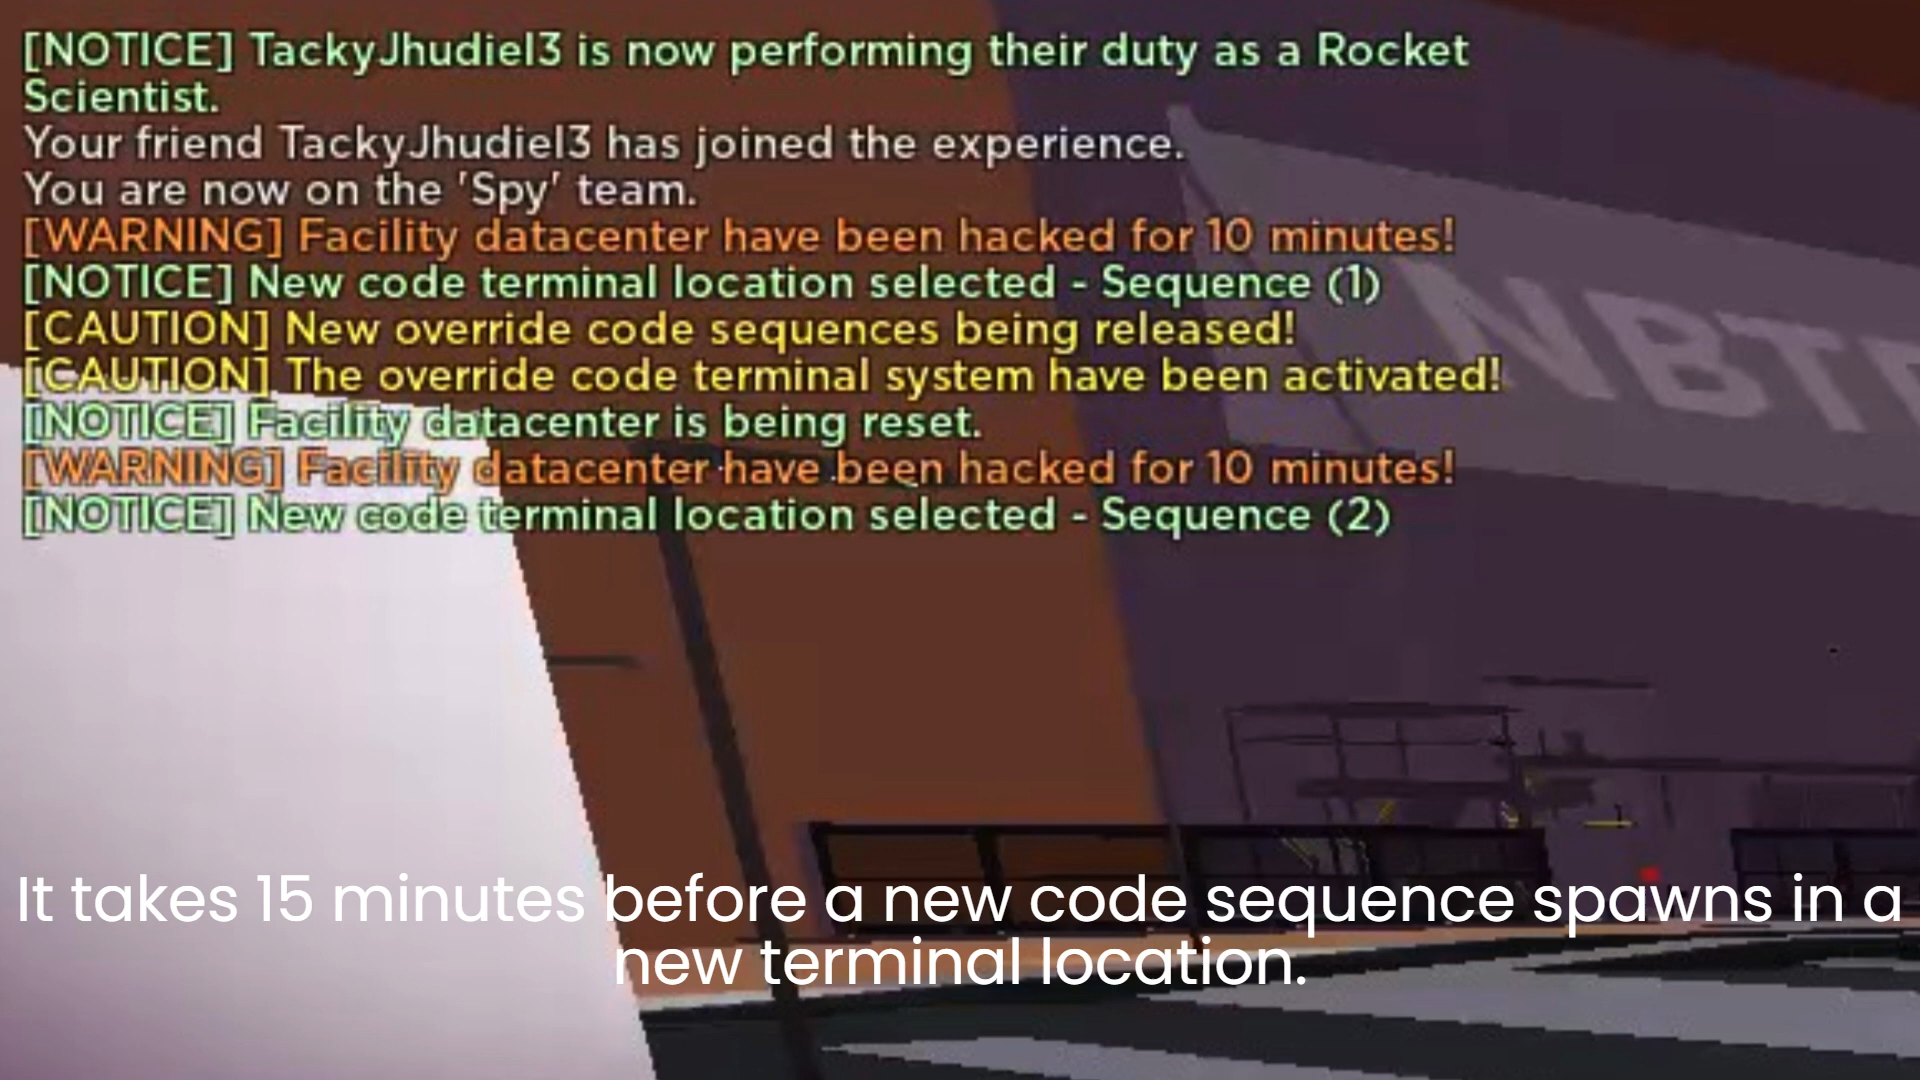 [NOTICE] TackyJhudiel3 is now performing their duty as a Rocket
Scientist.
Your friend TackyJhudiel3 has joined the experience.
You are now on the 'Spy' team.
[WARNING] Facility datacenter have been hacked for 10 minutes!
[NOTICE] New code terminal location selected - Sequence (1)
[CAUTION] New override code sequences being released!
[CAUTION] The override code terminal system have been activated!
[NOTICE] Facility datacenter is being reset.
[WARNING] Facility datacenter have been hacked for 10 minutes!
[NOTICE] New code terminal location selected - Sequence (2)
It takes 15 minutes before a new code sequence spawns in a
new terminal location.